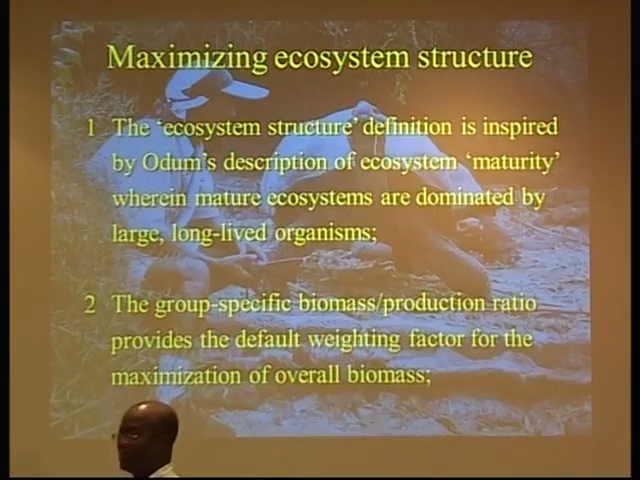 Maximizing ecosystem structure
1 The ‘ecosystem structure’ definition is inspired
by Odum’s description of ecosystem ‘maturity’
wherein mature ecosystems are dominated by
large, long-lived organisms;
2 The group-specific biomass/production ratio
provides the default weighting factor for the
maximization of overall biomass;